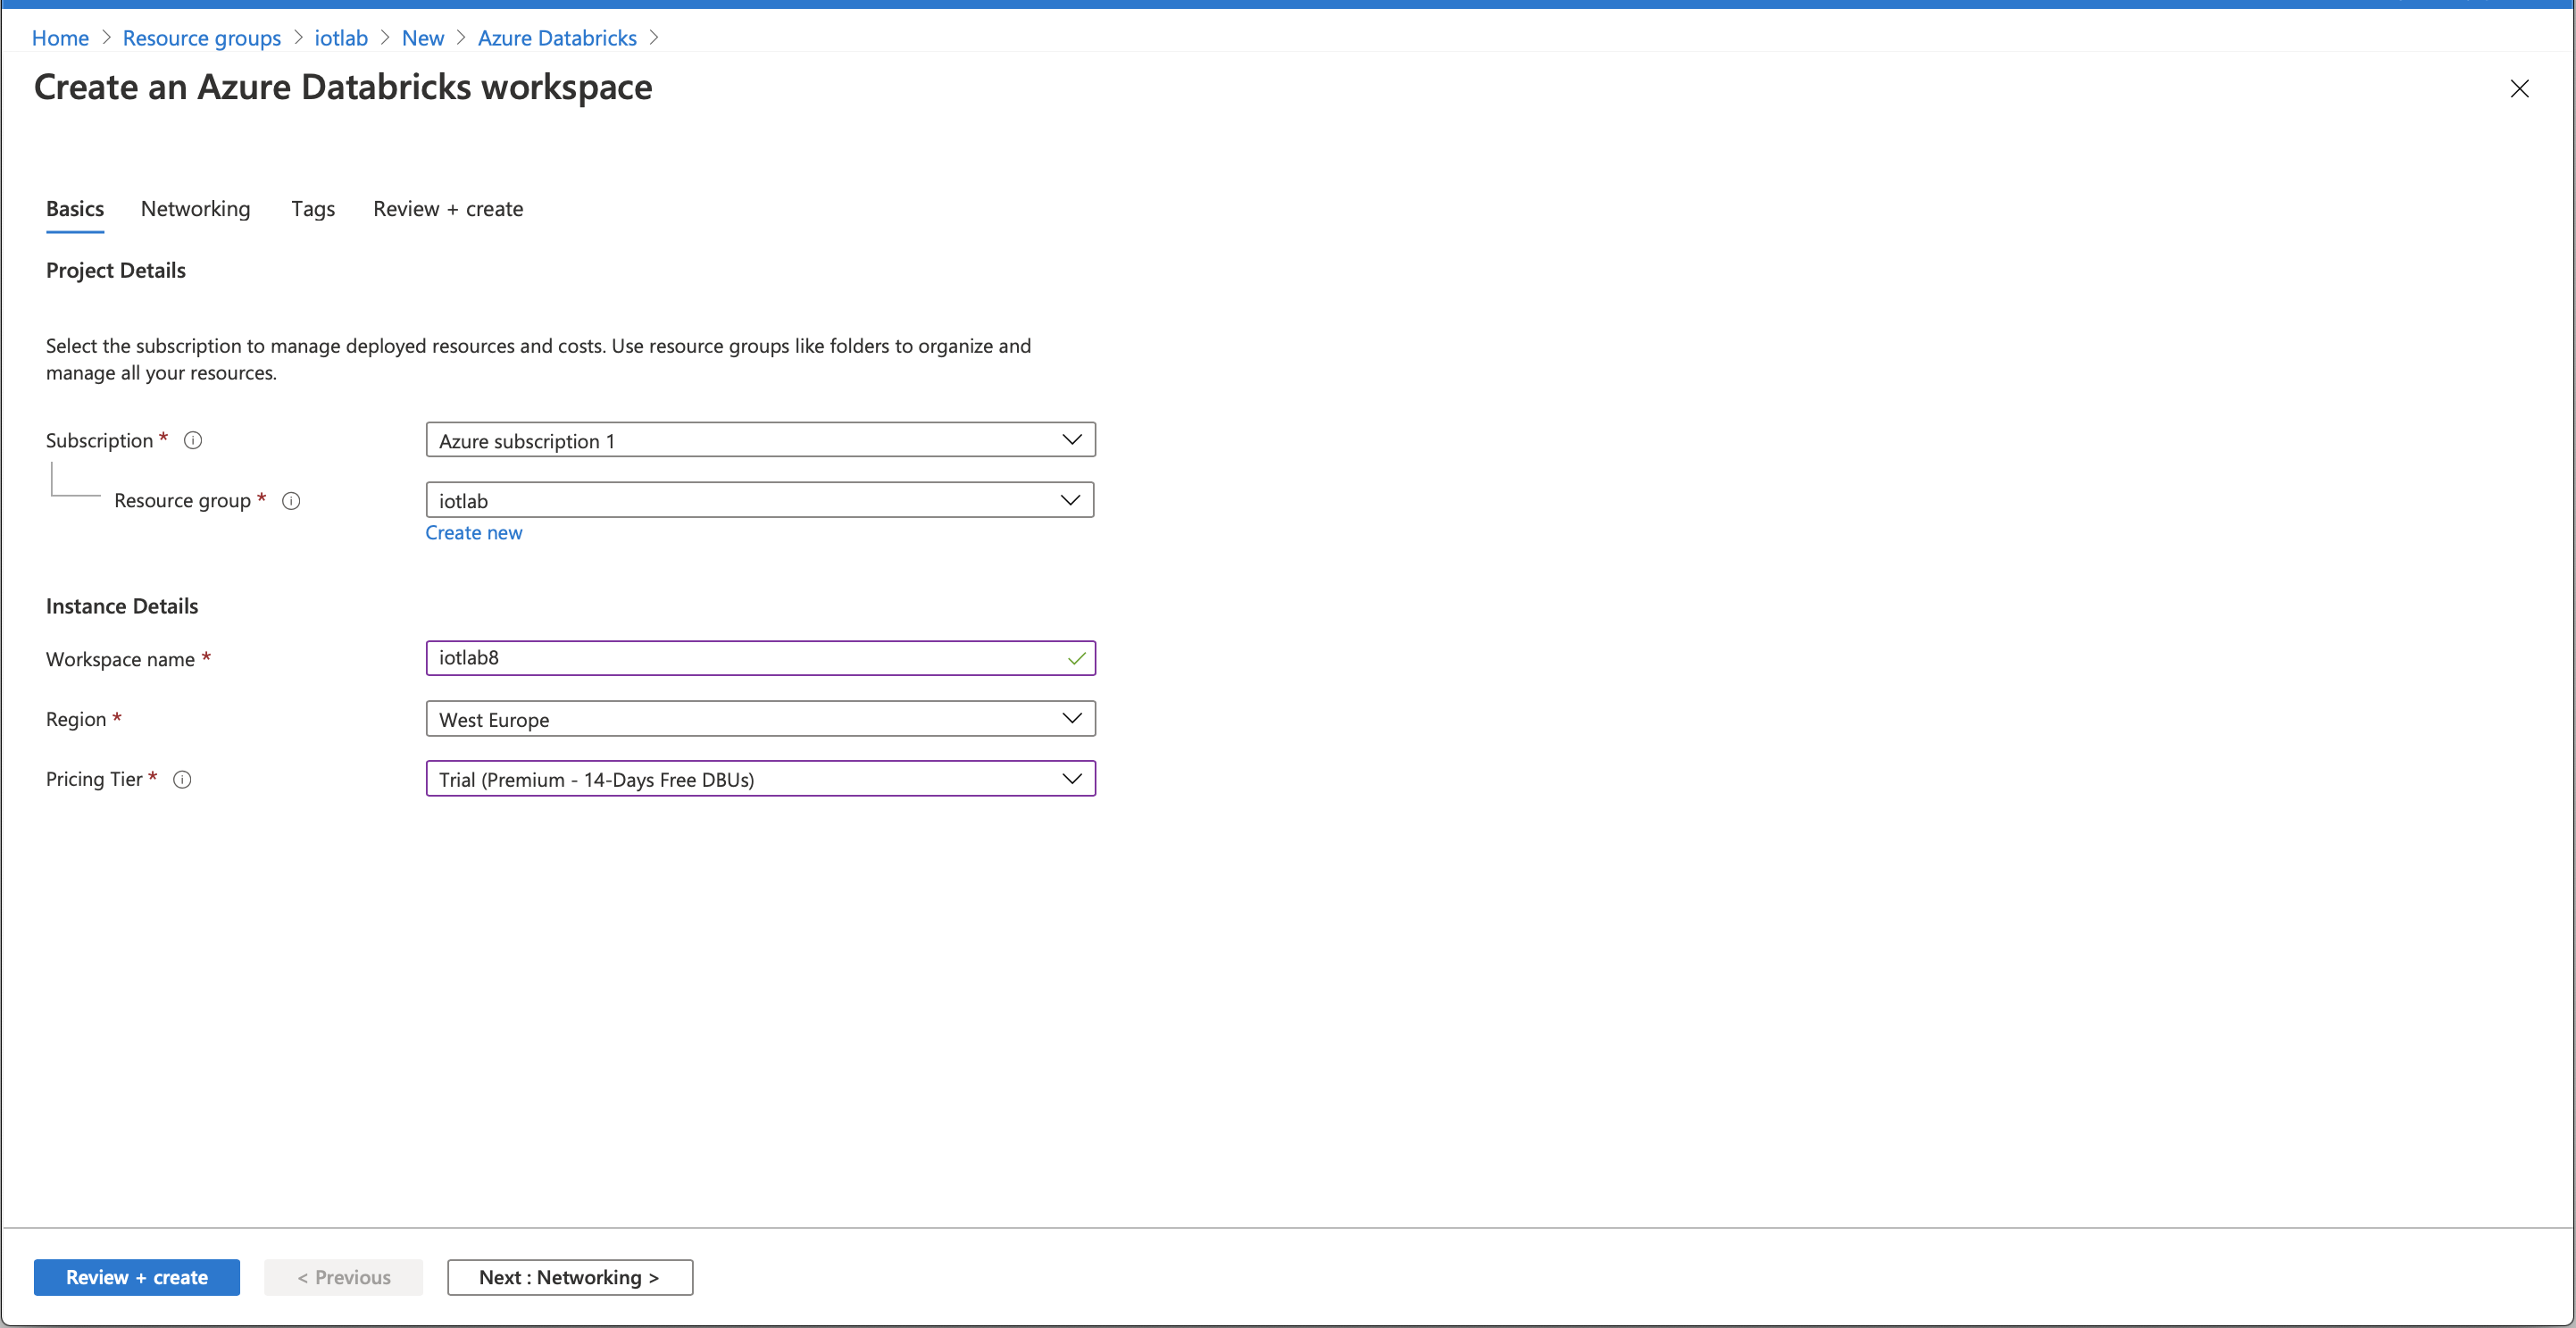 Home > Resource groups > iotlab > New > Azure Databricks >
Create an Azure Databricks workspace
Basics Networking Tags Review + create
Project Details
Select the subscription to manage deployed resources and costs. Use resource groups like folders to organize and
manage all your resources.
Subscription * Azure subscription 1
Resource group * iotlab
Create new
Instance Details
Workspace name * iotlab8
Region * West Europe
Pricing Tier * Trial (Premium - 14-Days Free DBUs)
Review + create < Previous Next : Networking >